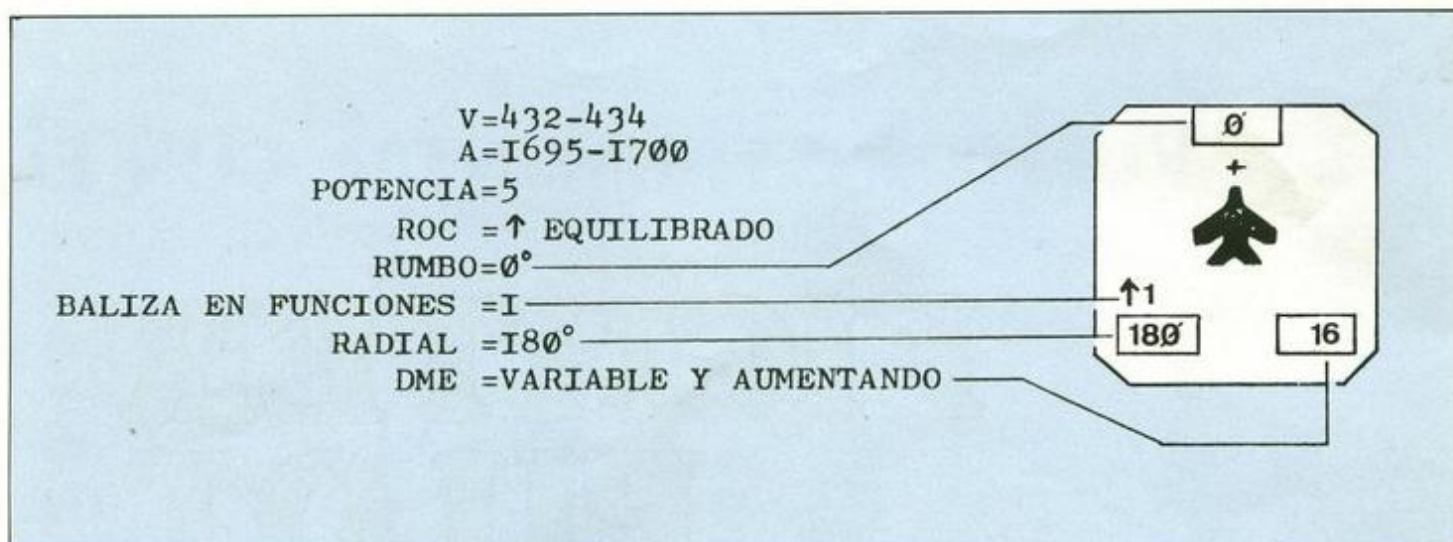 V=432-434
A=I695-I700
POTENCIA=5
ROC =↑ EQUILIBRADO
RUMBO=Ø°
BALIZA EN FUNCIONES =I
RADIAL =I8Ø°
DME =VARIABLE Y AUMENTANDO
Ø
+
↑1
18Ø
16